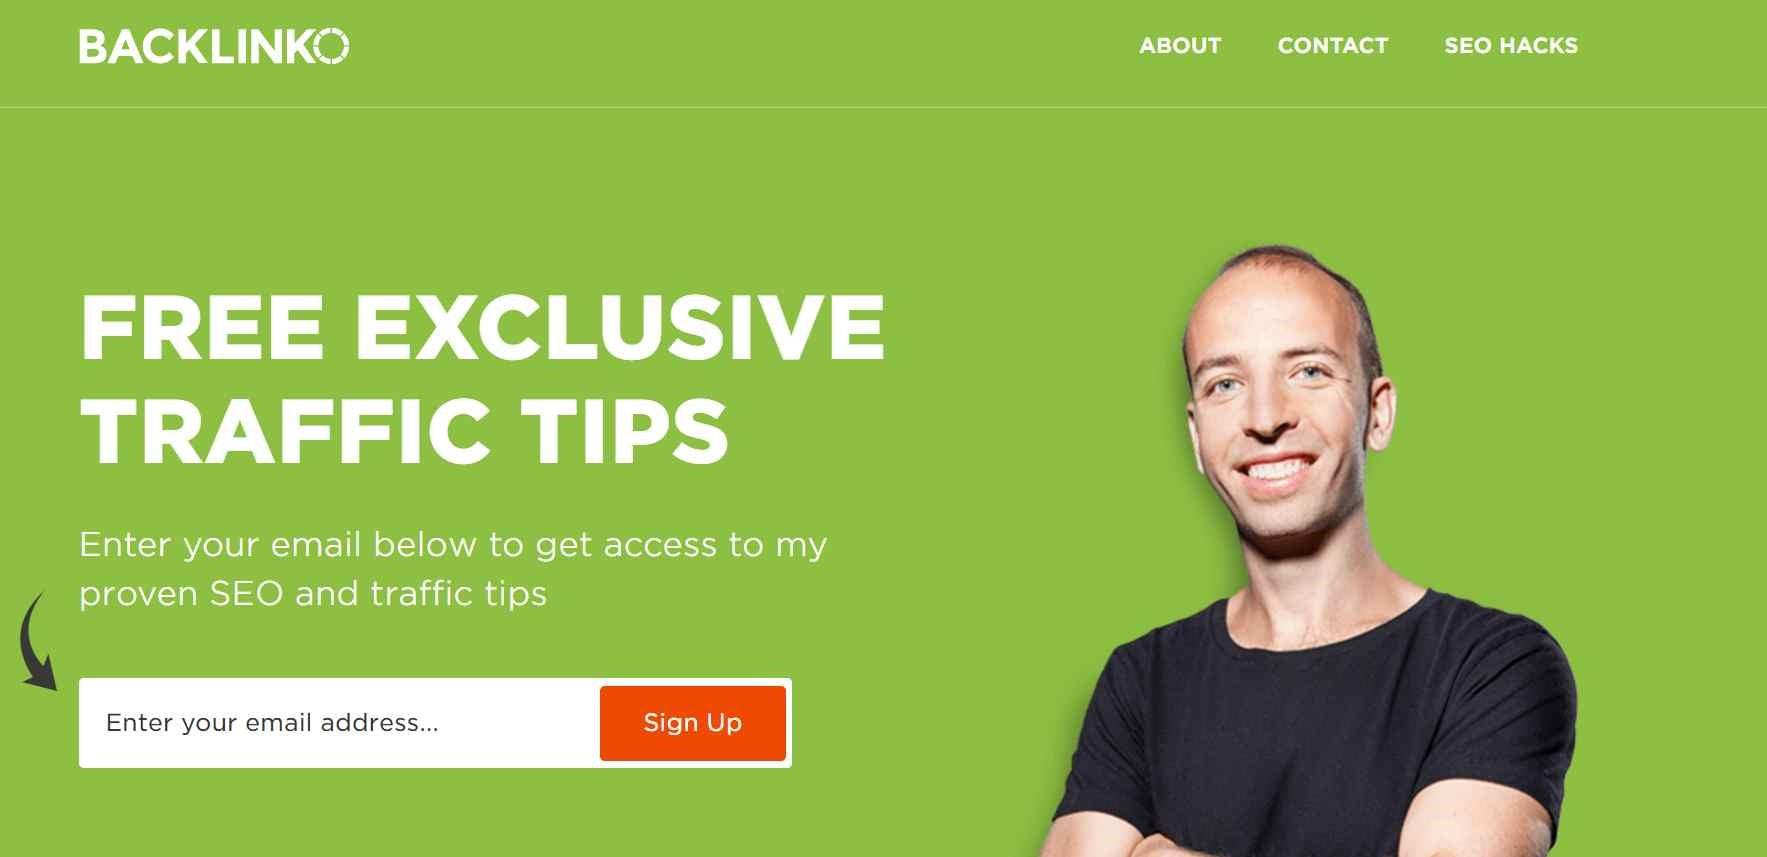 BACKLINKO
ABOUT CONTACT SEO HACKS
FREE EXCLUSIVE
TRAFFIC TIPS
Enter your email below to get access to my
proven SEO and traffic tips
Enter your email address...
Sign Up